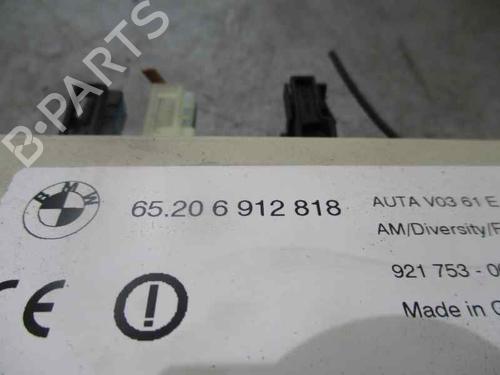 B-PARTS
BMW
65.20 6 912 818
AUTA V03 61 E
AM/Diversity/F
921 753 - 0
CE
Made in